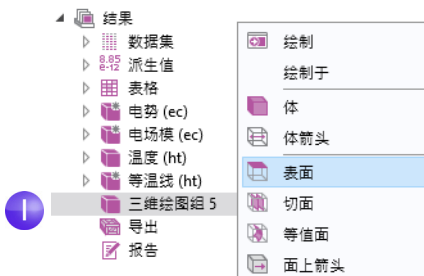 结果
数据集
8.85
e-12 派生值
表格
电势 (ec)
电场模 (ec)
温度 (ht)
等温线 (ht)
1 三维绘图组 5
导出
报告
绘制
绘制于
体
体箭头
表面
切面
等值面
面上箭头